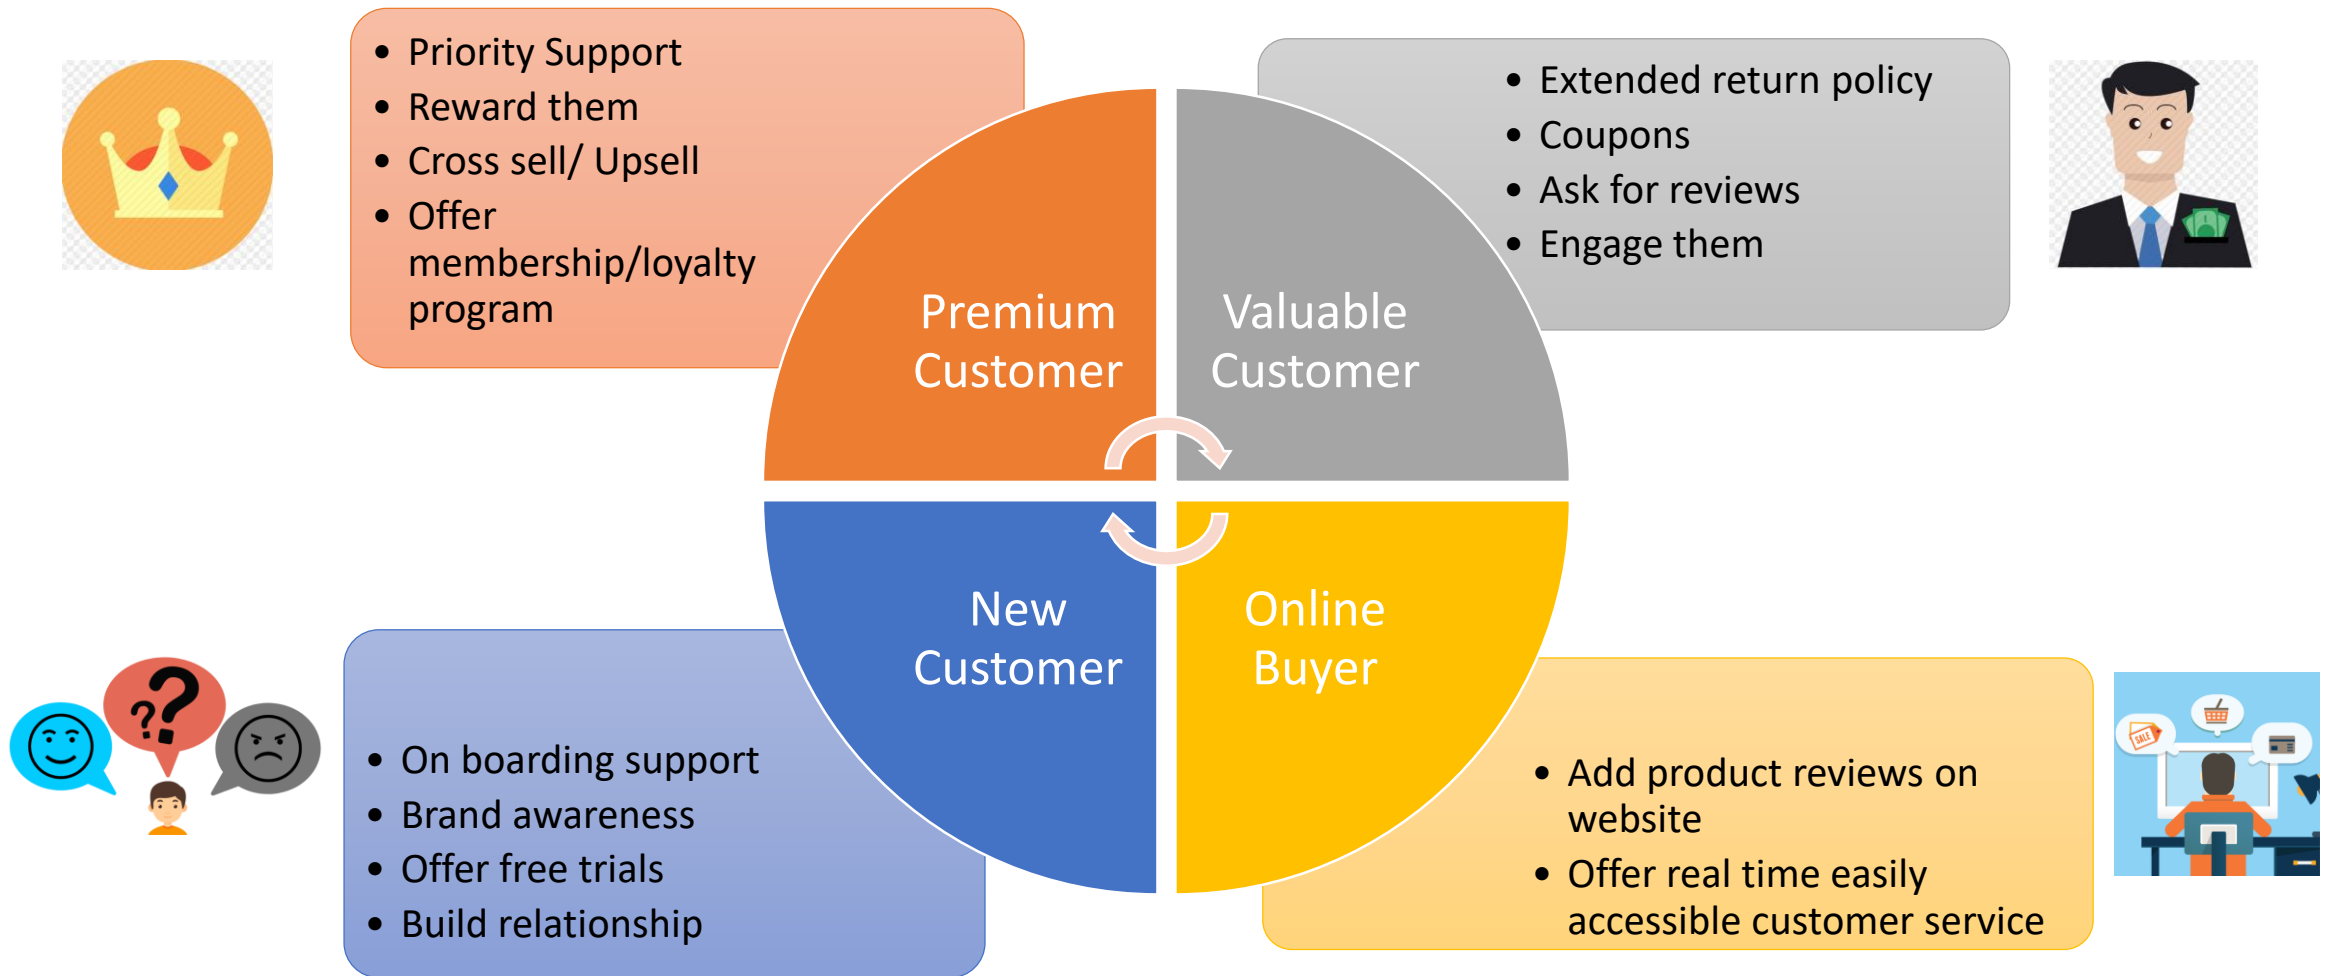 • Priority Support
• Reward them
• Cross sell/ Upsell
• Offer
membership/loyalty
program
• Extended return policy
• Coupons
• Ask for reviews
• Engage them
Premium
Customer
Valuable
Customer
New
Customer
Online
Buyer
• On boarding support
• Brand awareness
• Offer free trials
• Build relationship
• Add product reviews on
website
• Offer real time easily
accessible customer service
??
?
SALE